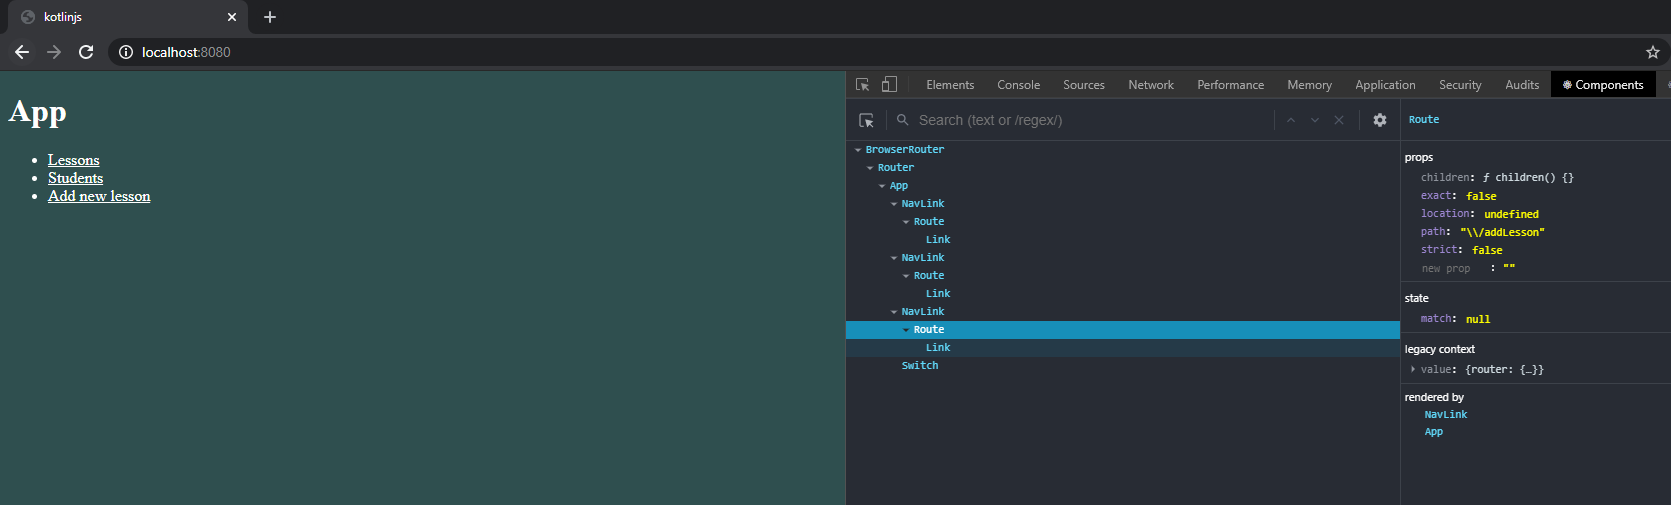 kotlinjs
localhost:8080
App
Lessons
Students
Add new lesson
Elements Console Sources Network Performance Memory Application Security Audits Components
Search (text or /regex/)
BrowserRouter
Router
App
NavLink
Route
Link
NavLink
Route
Link
NavLink
Route
Link
Switch
Route
props
children: ƒ children() {}
exact: false
location: undefined
path: "\\/addLesson"
strict: false
new prop : ""
state
match: null
legacy context
value: {router: {…}}
rendered by
NavLink
App